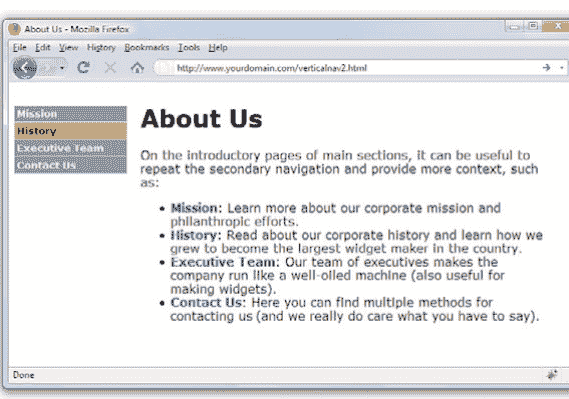 About Us - Mozilla Firefox
File Edit View History Bookmarks Tools Help
http://www.yourdomain.com/verticalnav2.html
Mission
History
Executive Team
Contact Us
About Us
On the introductory pages of main sections, it can be useful to
repeat the secondary navigation and provide more context, such
as:
• Mission: Learn more about our corporate mission and
philanthropic efforts.
• History: Read about our corporate history and learn how we
grew to become the largest widget maker in the country.
• Executive Team: Our team of executives makes the
company run like a well-oiled machine (also useful for
making widgets).
• Contact Us: Here you can find multiple methods for
contacting us (and we really do care what you have to say).
Done